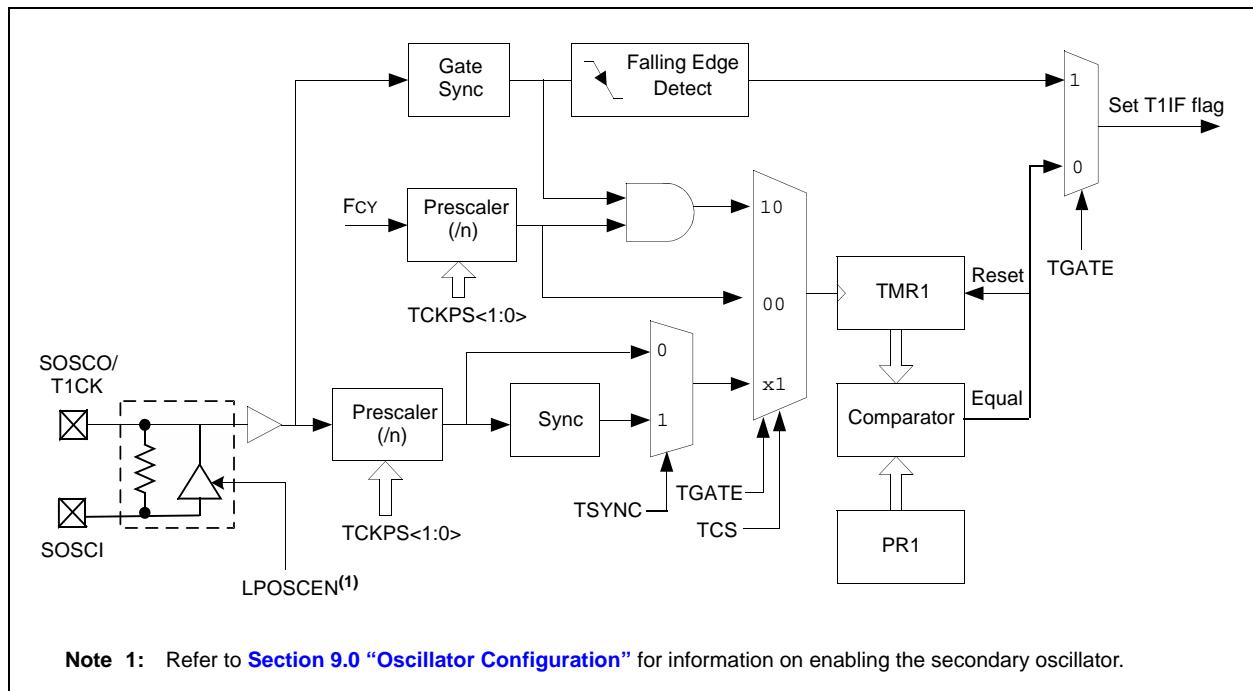 Gate
Sync
Falling Edge
Detect
1
Set T1IF flag
0
TGATE
FCY
Prescaler
(/n)
TCKPS<1:0>
10
00
x1
TMR1
Reset
SOSCO/
T1CK
SOSCI
Prescaler
(/n)
TCKPS<1:0>
Sync
0
1
TSYNC
TGATE
TCS
Comparator
Equal
PR1
LPOSCEN(1)
Note 1: Refer to Section 9.0 “Oscillator Configuration” for information on enabling the secondary oscillator.